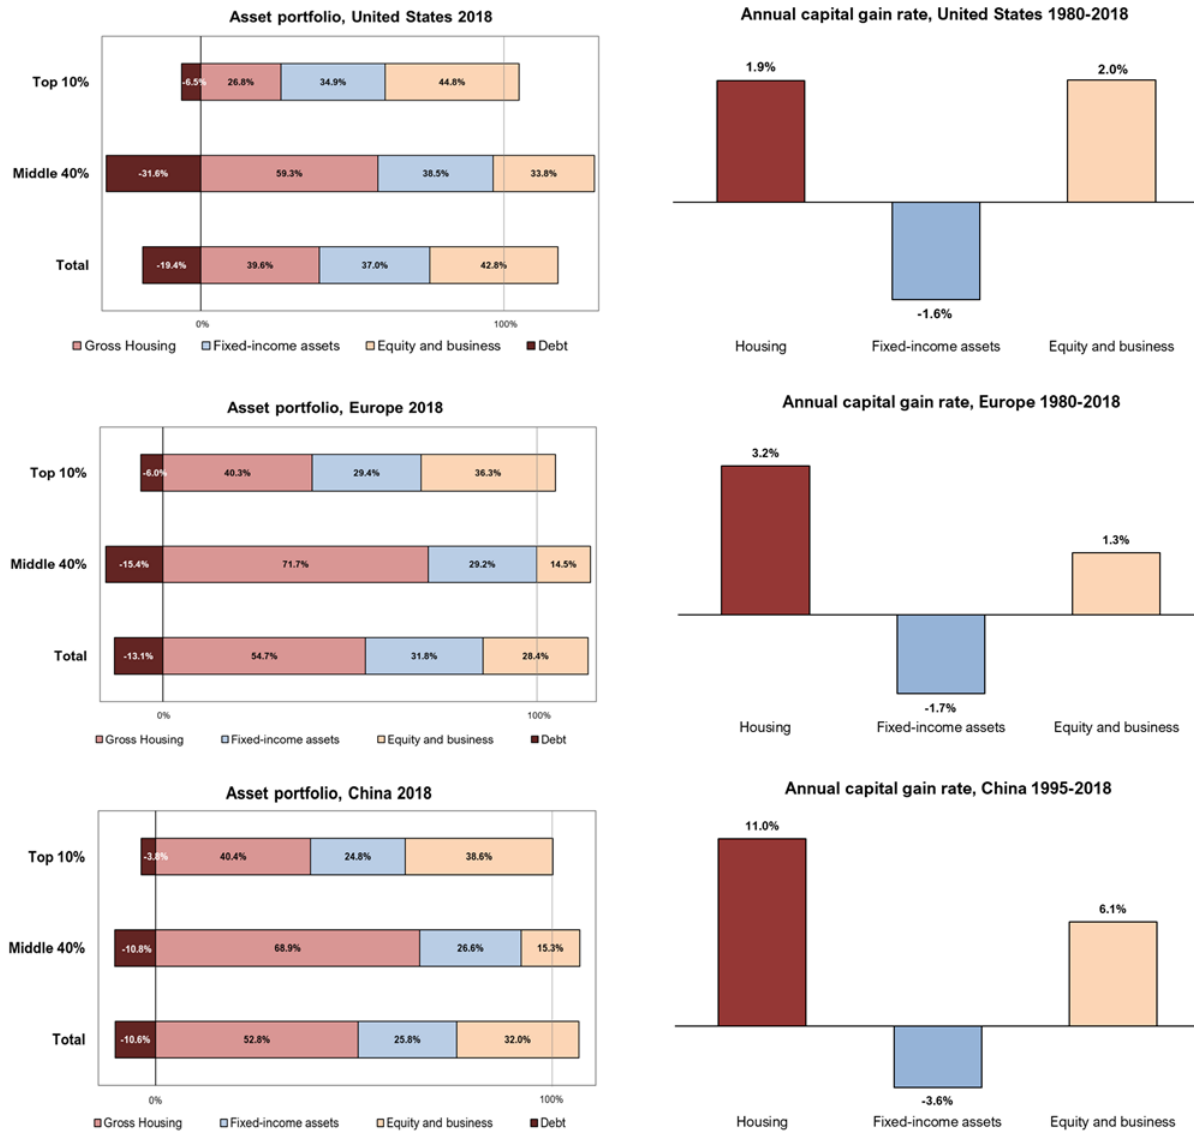 Asset portfolio, United States 2018
Top 10%
-6.5% 26.8% 34.9% 44.8%
Middle 40%
-31.6% 59.3% 38.5% 33.8%
Total
-19.4% 39.6% 37.0% 42.8%
0% 100%
Gross Housing Fixed-income assets Equity and business Debt
Annual capital gain rate, United States 1980-2018
1.9% 2.0%
-1.6%
Housing Fixed-income assets Equity and business
Asset portfolio, Europe 2018
Top 10%
-6.0% 40.3% 29.4% 36.3%
Middle 40%
-15.4% 71.7% 29.2% 14.5%
Total
-13.1% 54.7% 31.8% 28.4%
0% 100%
Gross Housing Fixed-income assets Equity and business Debt
Annual capital gain rate, Europe 1980-2018
3.2%
1.3%
-1.7%
Housing Fixed-income assets Equity and business
Asset portfolio, China 2018
Top 10%
-3.8% 40.4% 24.8% 38.6%
Middle 40%
-10.8% 68.9% 26.6% 15.3%
Total
-10.6% 52.8% 25.8% 32.0%
0% 100%
Gross Housing Fixed-income assets Equity and business Debt
Annual capital gain rate, China 1995-2018
11.0%
6.1%
-3.6%
Housing Fixed-income assets Equity and business